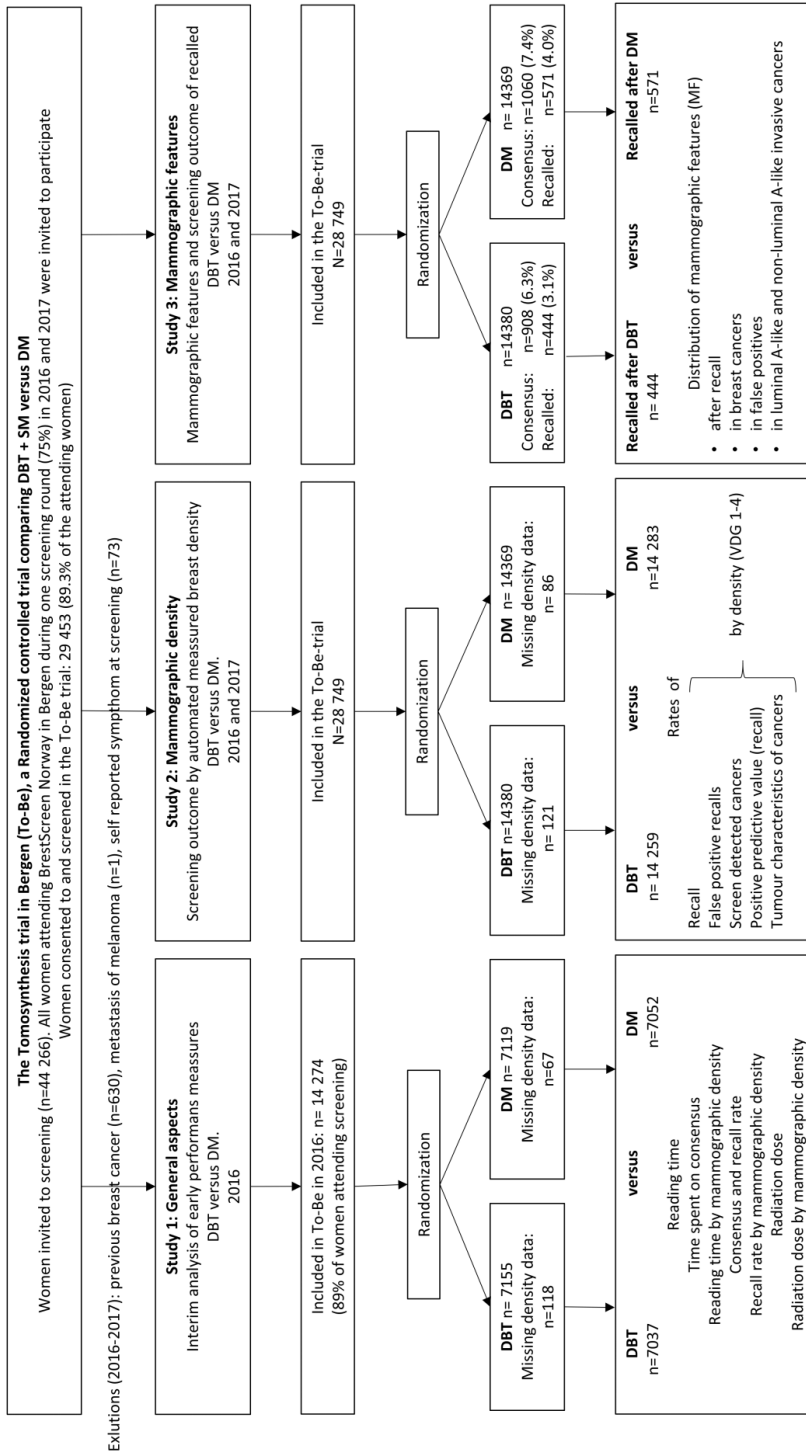 The Tomosynthesis trial in Bergen (To-Be), a Randomized controlled trial comparing DBT + SM versus DM
Women invited to screening (n=44 266). All women attending BrestScreen Norway in Bergen during one screening round (75%) in 2016 and 2017 were invited to participate
Women consented to and screened in the To-Be trial: 29 453 (89.3% of the attending women)
Exlutions (2016-2017): previous breast cancer (n=630), metastasis of melanoma (n=1), self reported sympthom at screening (n=73)
Study 1: General aspects
Interim analysis of early performans meassures
DBT versus DM.
2016
Included in To-Be in 2016: n= 14 274
(89% of women attending screening)
Randomization
DBT n= 7155
Missing density data:
n=118
DM n= 7119
Missing density data:
n=67
DBT
n=7037
versus
DM
n=7052
Reading time
Time spent on consensus
Reading time by mammographic density
Consensus and recall rate
Recall rate by mammographic density
Radiation dose
Radiation dose by mammographic density
Study 2: Mammographic density
Screening outcome by automated meassured breast density
DBT versus DM.
2016 and 2017
Included in the To-Be-trial
N=28 749
Randomization
DBT n=14380
Missing density data:
n= 121
DM n= 14369
Missing density data:
n= 86
DBT
n= 14 259
versus
DM
n=14 283
Rates of
Recall
False positive recalls
Screen detected cancers
Positive predictive value (recall)
Tumour characteristics of cancers
by density (VDG 1-4)
Study 3: Mammographic features
Mammographic features and screening outcome of recalled
DBT versus DM
2016 and 2017
Included in the To-Be-trial
N=28 749
Randomization
DBT n=14380
Consensus: n=908 (6.3%)
Recalled: n=444 (3.1%)
DM n= 14369
Consensus: n=1060 (7.4%)
Recalled: n=571 (4.0%)
Recalled after DBT
n= 444
versus
Recalled after DM
n=571
Distribution of mammographic features (MF)
• after recall
• in breast cancers
• in false positives
• in luminal A-like and non-luminal A-like invasive cancers